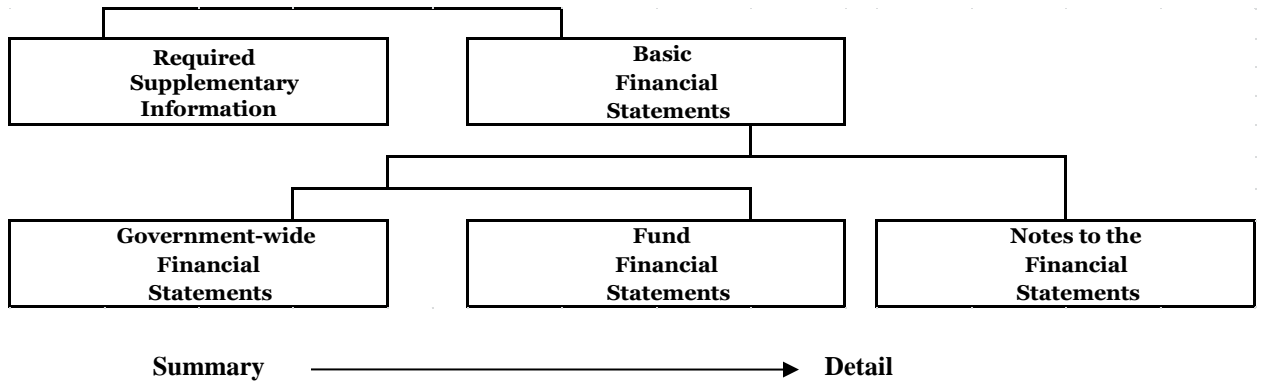 Required
Supplementary
Information
Basic
Financial
Statements
Government-wide
Financial
Statements
Fund
Financial
Statements
Notes to the
Financial
Statements
Summary
Detail